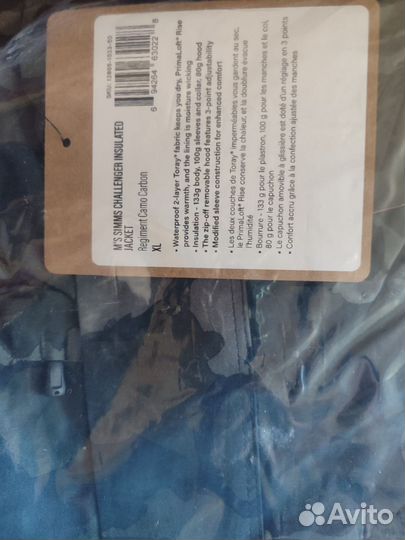 SKU: 13865-1033-50
6 94264 63022 8
M'S SIMMS CHALLENGER INSULATED
JACKET
Regiment Camo Carbon
XL
• Waterproof 2-layer Toray® fabric keeps you dry, PrimaLoft® Rise
provides warmth, and the lining is moisture wicking
• Insulation - 133g body, 100g sleeves and collar, 80g hood
• The zip-off removable hood features 3-point adjustability
• Modified sleeve construction for enhanced comfort
• Les deux couches de Toray® imperméables vous gardent au sec,
le PrimaLoft® Rise conserve la chaleur, et la doublure évacue
l'humidité
• Bourrure - 133 g pour le plastron, 100 g pour les manches et le col,
80 g pour le capuchon
• Le capuchon amovible à glissière est doté d'un réglage en 3 points
• Confort accru grâce à la confection ajustée des manches
Avito